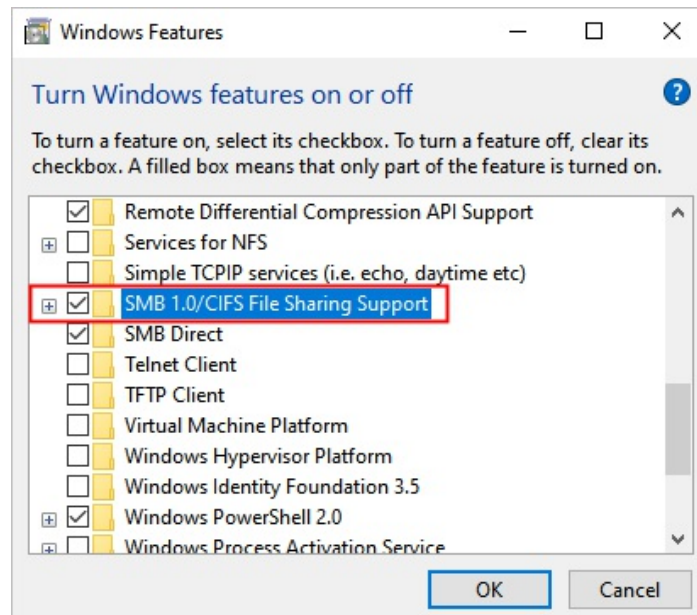 Windows Features
Turn Windows features on or off
?
To turn a feature on, select its checkbox. To turn a feature off, clear its
checkbox. A filled box means that only part of the feature is turned on.
Remote Differential Compression API Support
Services for NFS
Simple TCPIP services (i.e. echo, daytime etc)
SMB 1.0/CIFS File Sharing Support
SMB Direct
Telnet Client
TFTP Client
Virtual Machine Platform
Windows Hypervisor Platform
Windows Identity Foundation 3.5
Windows PowerShell 2.0
Windows Process Activation Service
OK
Cancel